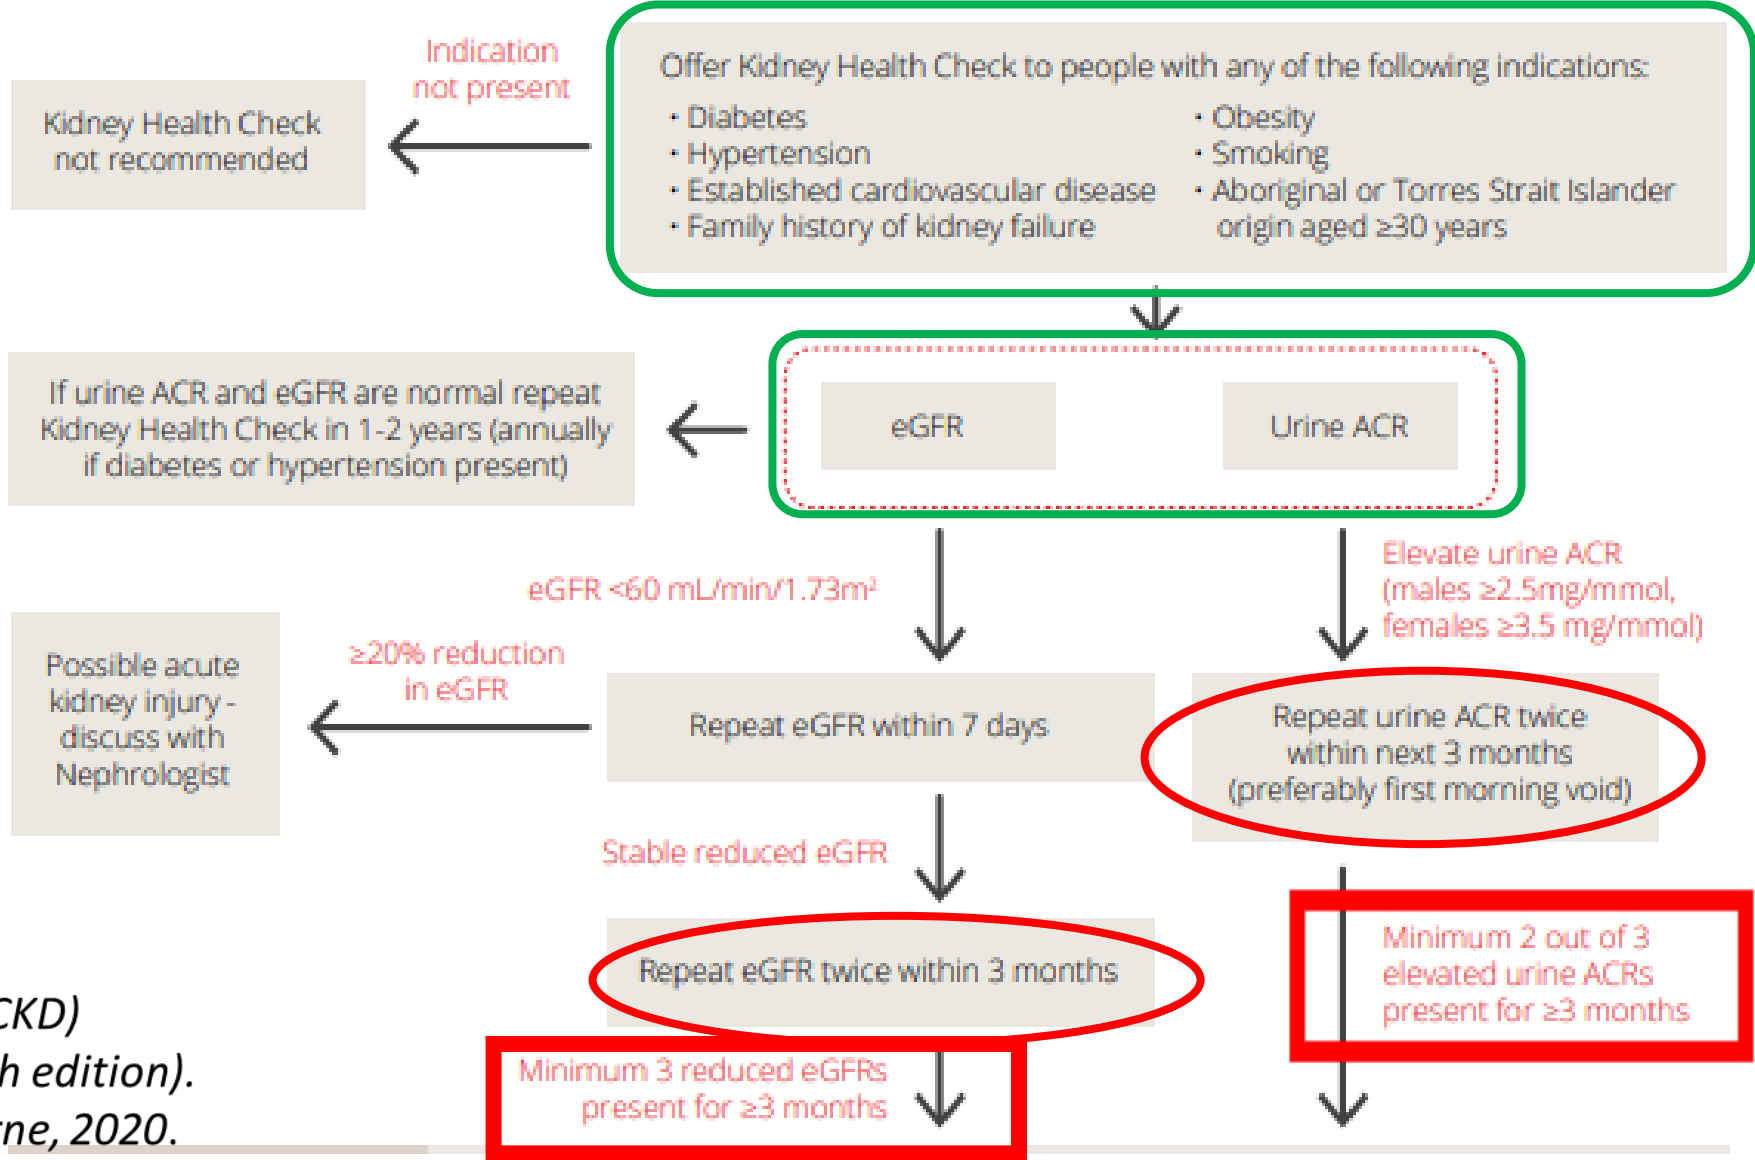 Indication
not present
Kidney Health Check
not recommended
Offer Kidney Health Check to people with any of the following indications:
• Diabetes
• Hypertension
• Established cardiovascular disease
• Family history of kidney failure
• Obesity
• Smoking
• Aboriginal or Torres Strait Islander
origin aged ≥30 years
If urine ACR and eGFR are normal repeat
Kidney Health Check in 1-2 years (annually
if diabetes or hypertension present)
eGFR
Urine ACR
eGFR <60 mL/min/1.73m²
Elevate urine ACR
(males ≥2.5mg/mmol,
females ≥3.5 mg/mmol)
Possible acute
kidney injury -
discuss with
Nephrologist
≥20% reduction
in eGFR
Repeat eGFR within 7 days
Repeat urine ACR twice
within next 3 months
(preferably first morning void)
Stable reduced eGFR
Repeat eGFR twice within 3 months
Minimum 2 out of 3
elevated urine ACRs
present for ≥3 months
Minimum 3 reduced eGFRs
present for ≥3 months
CKD)
h edition).
rne, 2020.